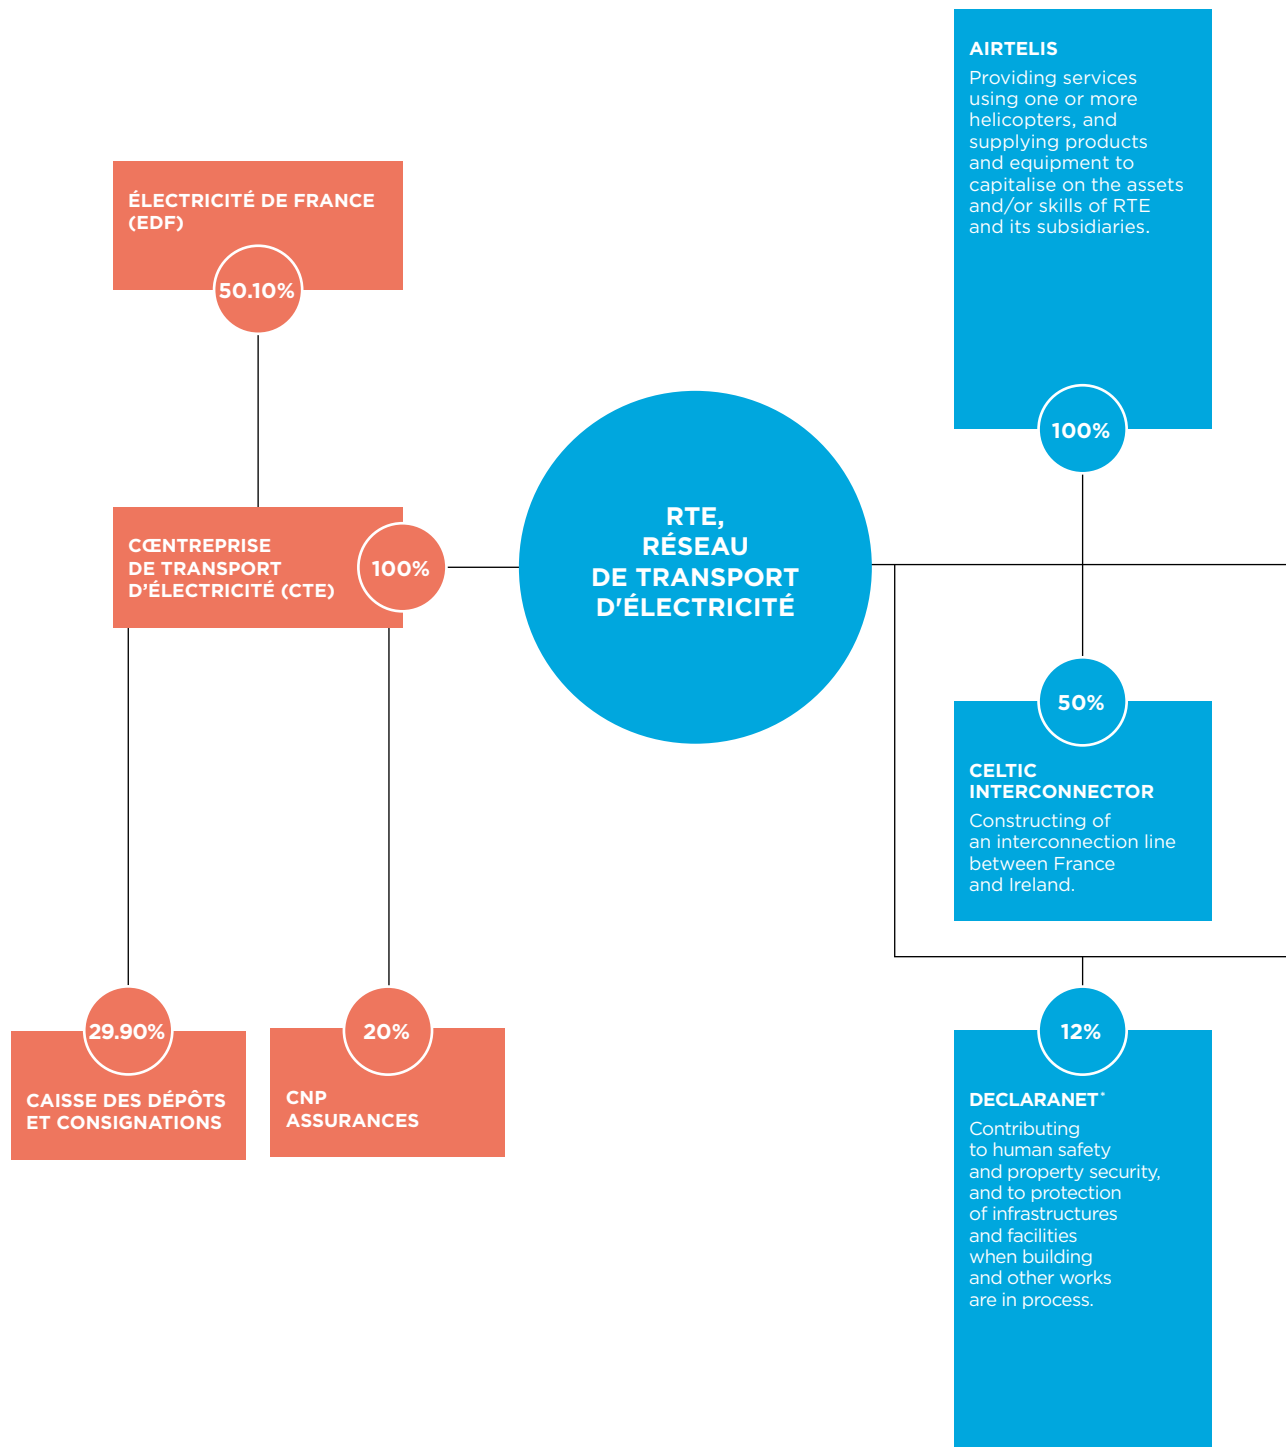 ÉLECTRICITÉ DE FRANCE
(EDF)
50.10%
CŒNTREPRISE
DE TRANSPORT
D’ÉLECTRICITÉ (CTE)
100%
29.90%
CAISSE DES DÉPÔTS
ET CONSIGNATIONS
20%
CNP
ASSURANCES
RTE,
RÉSEAU
DE TRANSPORT
D'ÉLECTRICITÉ
AIRTELIS
Providing services
using one or more
helicopters, and
supplying products
and equipment to
capitalise on the assets
and/or skills of RTE
and its subsidiaries.
100%
50%
CELTIC
INTERCONNECTOR
Constructing of
an interconnection line
between France
and Ireland.
12%
DECLARANET*
Contributing
to human safety
and property security,
and to protection
of infrastructures
and facilities
when building
and other works
are in process.